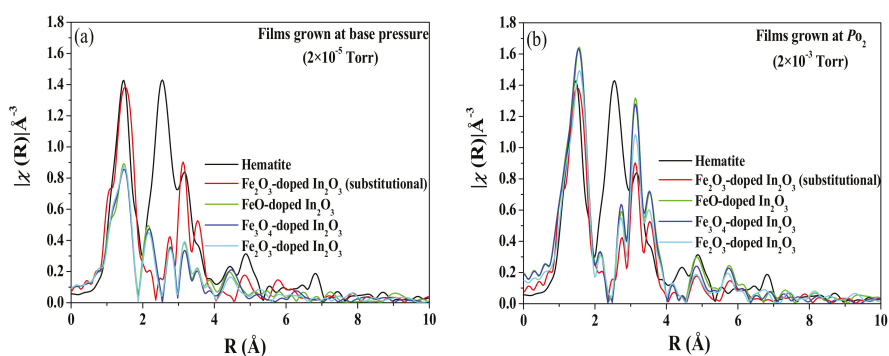 (a)
Films grown at base pressure
(2×10⁻⁵ Torr)
|χ(R)|Å⁻³
1.8
1.6
1.4
1.2
1.0
0.8
0.6
0.4
0.2
0.0
Hematite
Fe₂O₃-doped In₂O₃ (substitutional)
FeO-doped In₂O₃
Fe₃O₄-doped In₂O₃
Fe₂O₃-doped In₂O₃
0 2 4 6 8 10
R (Å)
(b)
Films grown at Po₂
(2×10⁻³ Torr)
|χ(R)|Å⁻³
1.8
1.6
1.4
1.2
1.0
0.8
0.6
0.4
0.2
0.0
Hematite
Fe₂O₃-doped In₂O₃ (substitutional)
FeO-doped In₂O₃
Fe₃O₄-doped In₂O₃
Fe₂O₃-doped In₂O₃
0 2 4 6 8 10
R (Å)